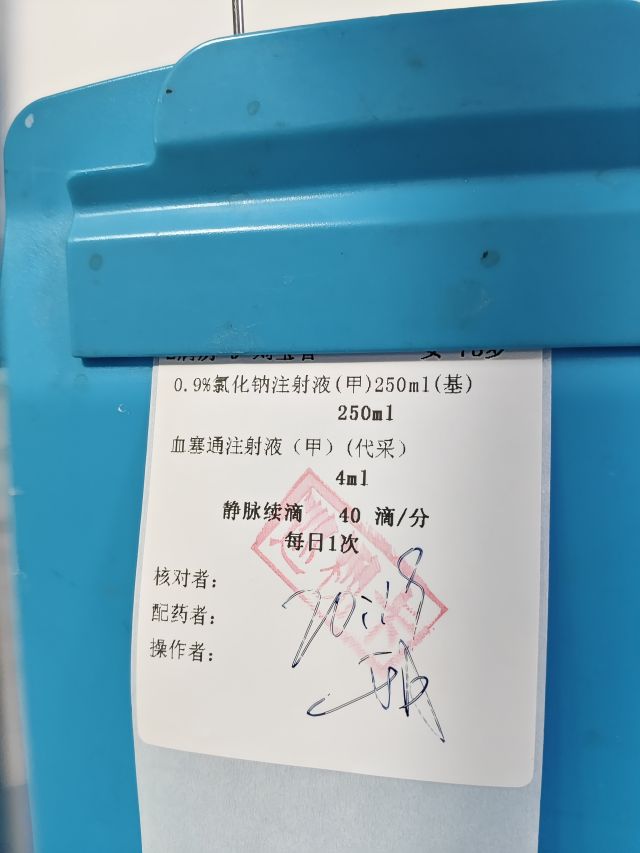 0.9%氯化钠注射液(甲)250ml(基)
250ml
血塞通注射液（甲）(代采）
4ml
静脉续滴 40 滴/分
每日1次
核对者：
配药者：
操作者：